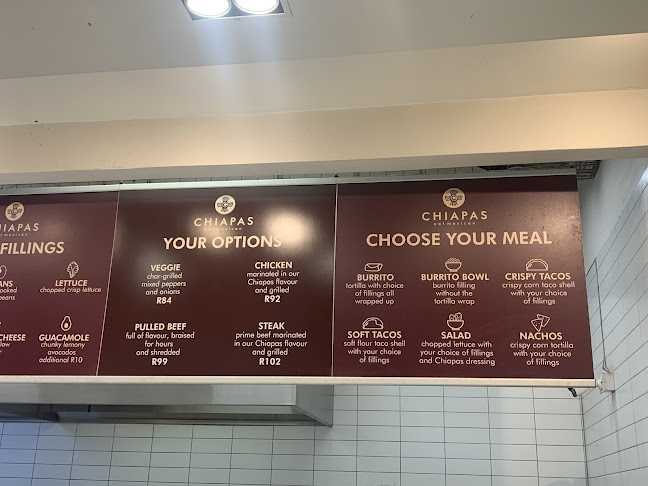 FILLINGS
LETTUCE
chopped crisp lettuce
CHEESE
GUACAMOLE
chunky lemony
avocados
additional R10
CHIAPAS
eat mexican
YOUR OPTIONS
VEGGIE
char-grilled
mixed peppers
and onions
R84
CHICKEN
marinated in our
Chiapas flavour
and grilled
R92
PULLED BEEF
full of flavour, braised
for hours
and shredded
R99
STEAK
prime beef marinated
in our Chiapas flavour
and grilled
R102
CHIAPAS
eat mexican
CHOOSE YOUR MEAL
BURRITO
tortilla with choice
of fillings all
wrapped up
BURRITO BOWL
burrito filling
without the
tortilla wrap
CRISPY TACOS
crispy corn taco shell
with your choice
of fillings
SOFT TACOS
soft flour taco shell
with your choice
of fillings
SALAD
chopped lettuce with
your choice of fillings
and Chiapas dressing
NACHOS
crispy corn tortilla
with your choice
of fillings